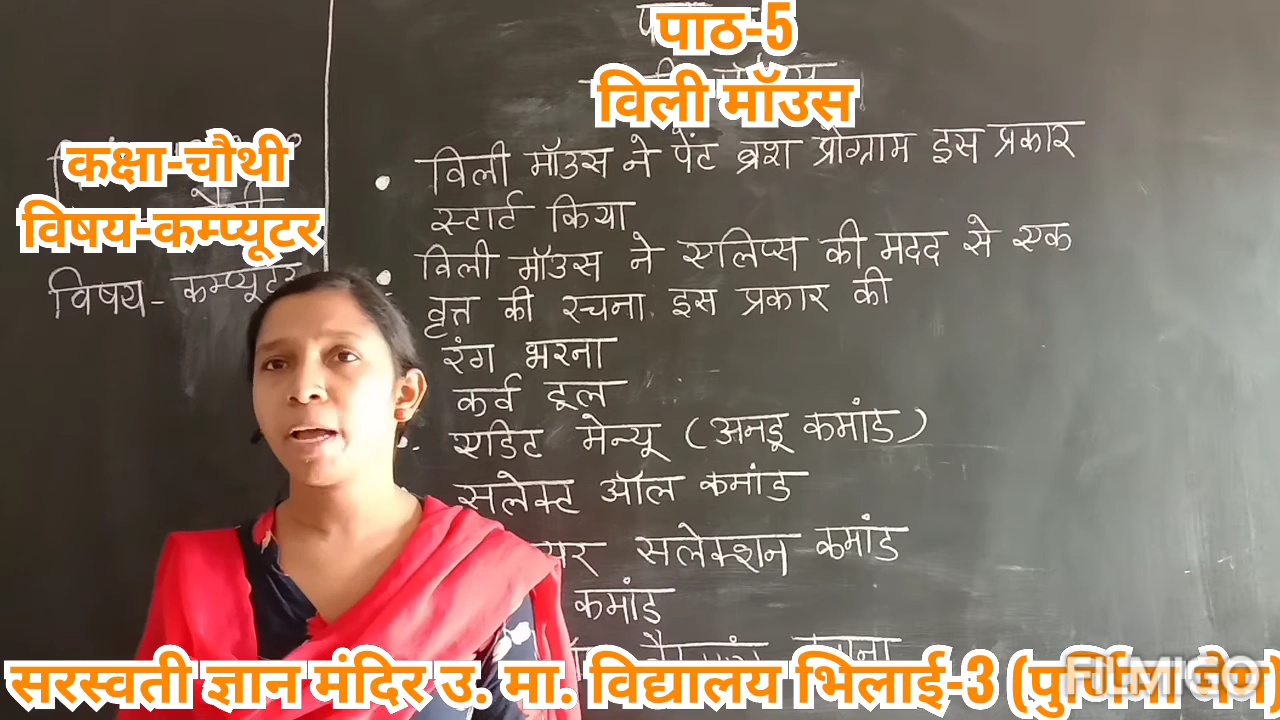 पाठ-5
विली मॉउस
कक्षा-चौथी
विषय-कम्प्यूटर
विषय- कम्प्यूटर
• विली मॉउस ने पेंट ब्रश प्रोग्राम इस प्रकार
स्टार्ट किया
• विली मॉउस ने एलिप्स की मदद से एक
वृत्त की रचना इस प्रकार की
रंग भरना
कर्व टूल
एडिट मेन्यू (अनडू कमांड)
सलेक्ट ऑल कमांड
सलेक्शन कमांड
कमांड
सरस्वती ज्ञान मंदिर उ. मा. विद्यालय भिलाई-3
FILMIGO